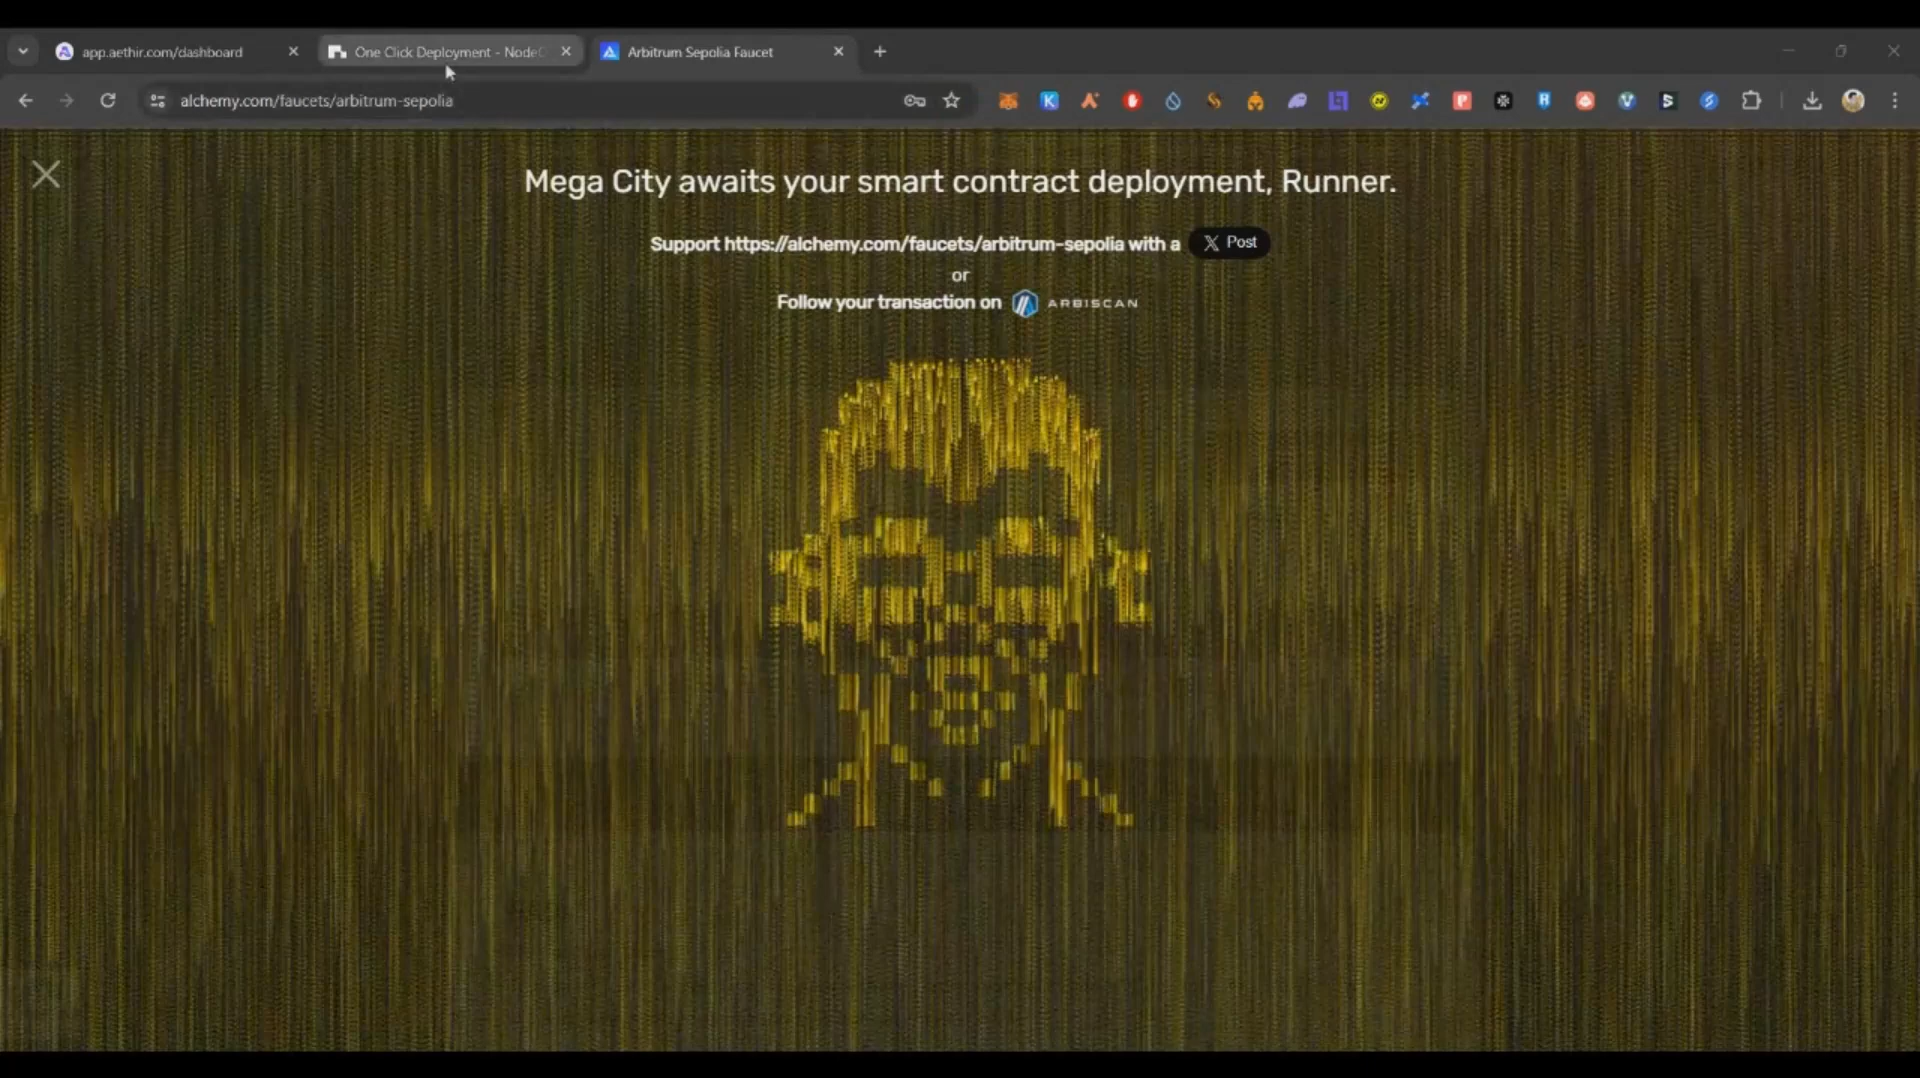 app.aethir.com/dashboard
One Click Deployment - Node
Arbitrum Sepolia Faucet
alchemy.com/faucets/arbitrum-sepolia
Mega City awaits your smart contract deployment, Runner.
Support https://alchemy.com/faucets/arbitrum-sepolia with a X Post
or
Follow your transaction on ARBISCAN